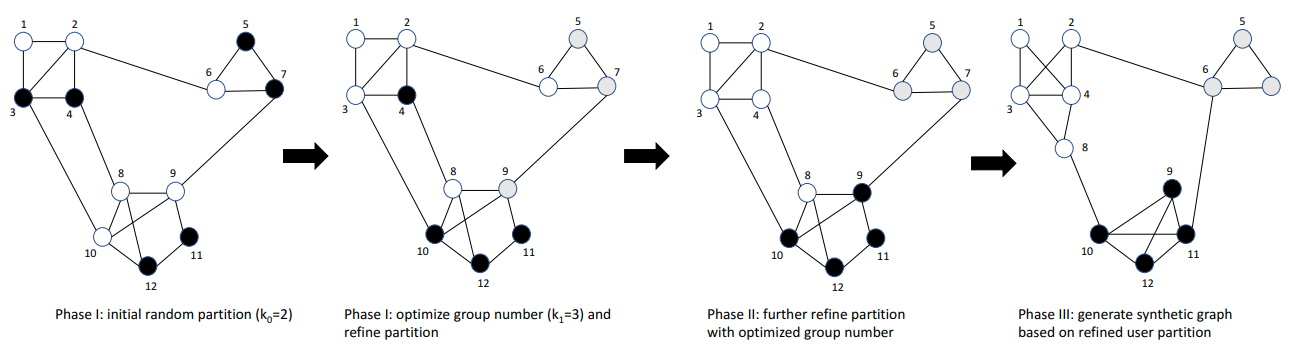 1 2 5 6 7 3 4 8 9 10 11 12
1 2 5 6 7 3 4 8 9 10 11 12
1 2 5 6 7 3 4 8 9 10 11 12
1 2 5 6 3 4 8 9 10 11 12
Phase I: initial random partition (k₀=2)
Phase I: optimize group number (k₁=3) and
refine partition
Phase II: further refine partition
with optimized group number
Phase III: generate synthetic graph
based on refined user partition